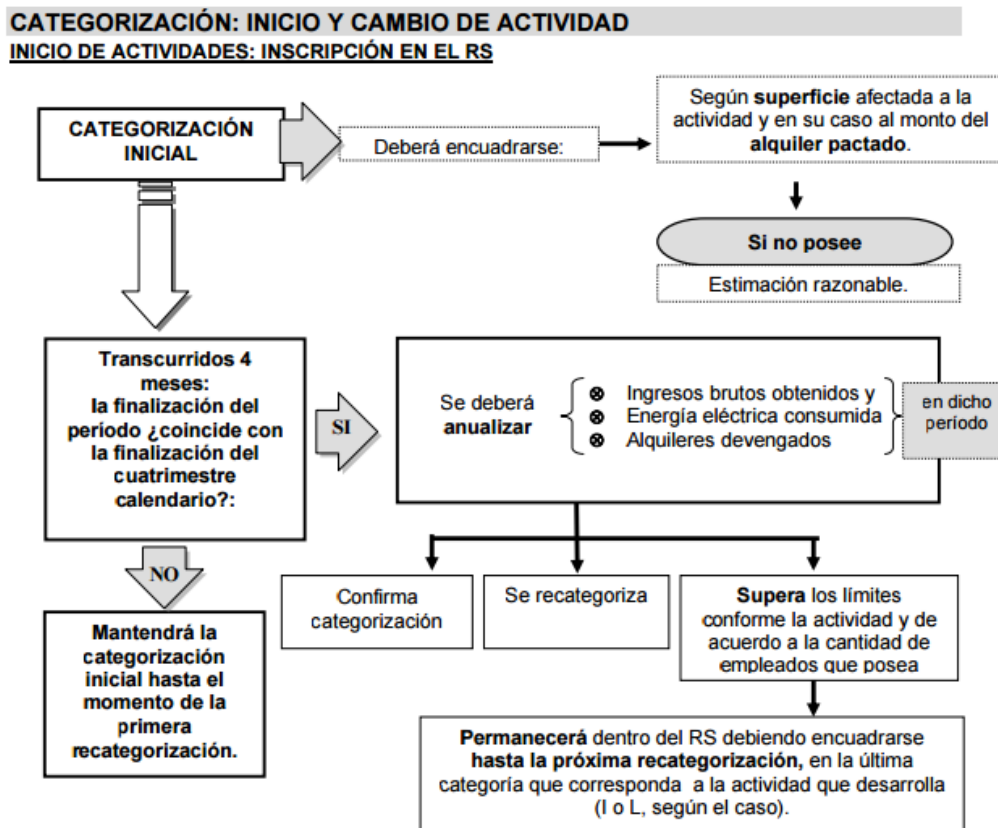 CATEGORIZACIÓN: INICIO Y CAMBIO DE ACTIVIDAD
INICIO DE ACTIVIDADES: INSCRIPCIÓN EN EL RS
CATEGORIZACIÓN
INICIAL
Deberá encuadrarse:
Según superficie afectada a la
actividad y en su caso al monto del
alquiler pactado.
Si no posee
Estimación razonable.
Transcurridos 4
meses:
la finalización del
período ¿coincide con
la finalización del
cuatrimestre
calendario?:
SI
Se deberá
anualizar
Ingresos brutos obtenidos y
Energía eléctrica consumida
Alquileres devengados
en dicho
período
NO
Mantendrá la
categorización
inicial hasta el
momento de la
primera
recategorización.
Confirma
categorización
Se recategoriza
Supera los límites
conforme la actividad y de
acuerdo a la cantidad de
empleados que posea
Permanecerá dentro del RS debiendo encuadrarse
hasta la próxima recategorización, en la última
categoría que corresponda a la actividad que desarrolla
(I o L, según el caso).